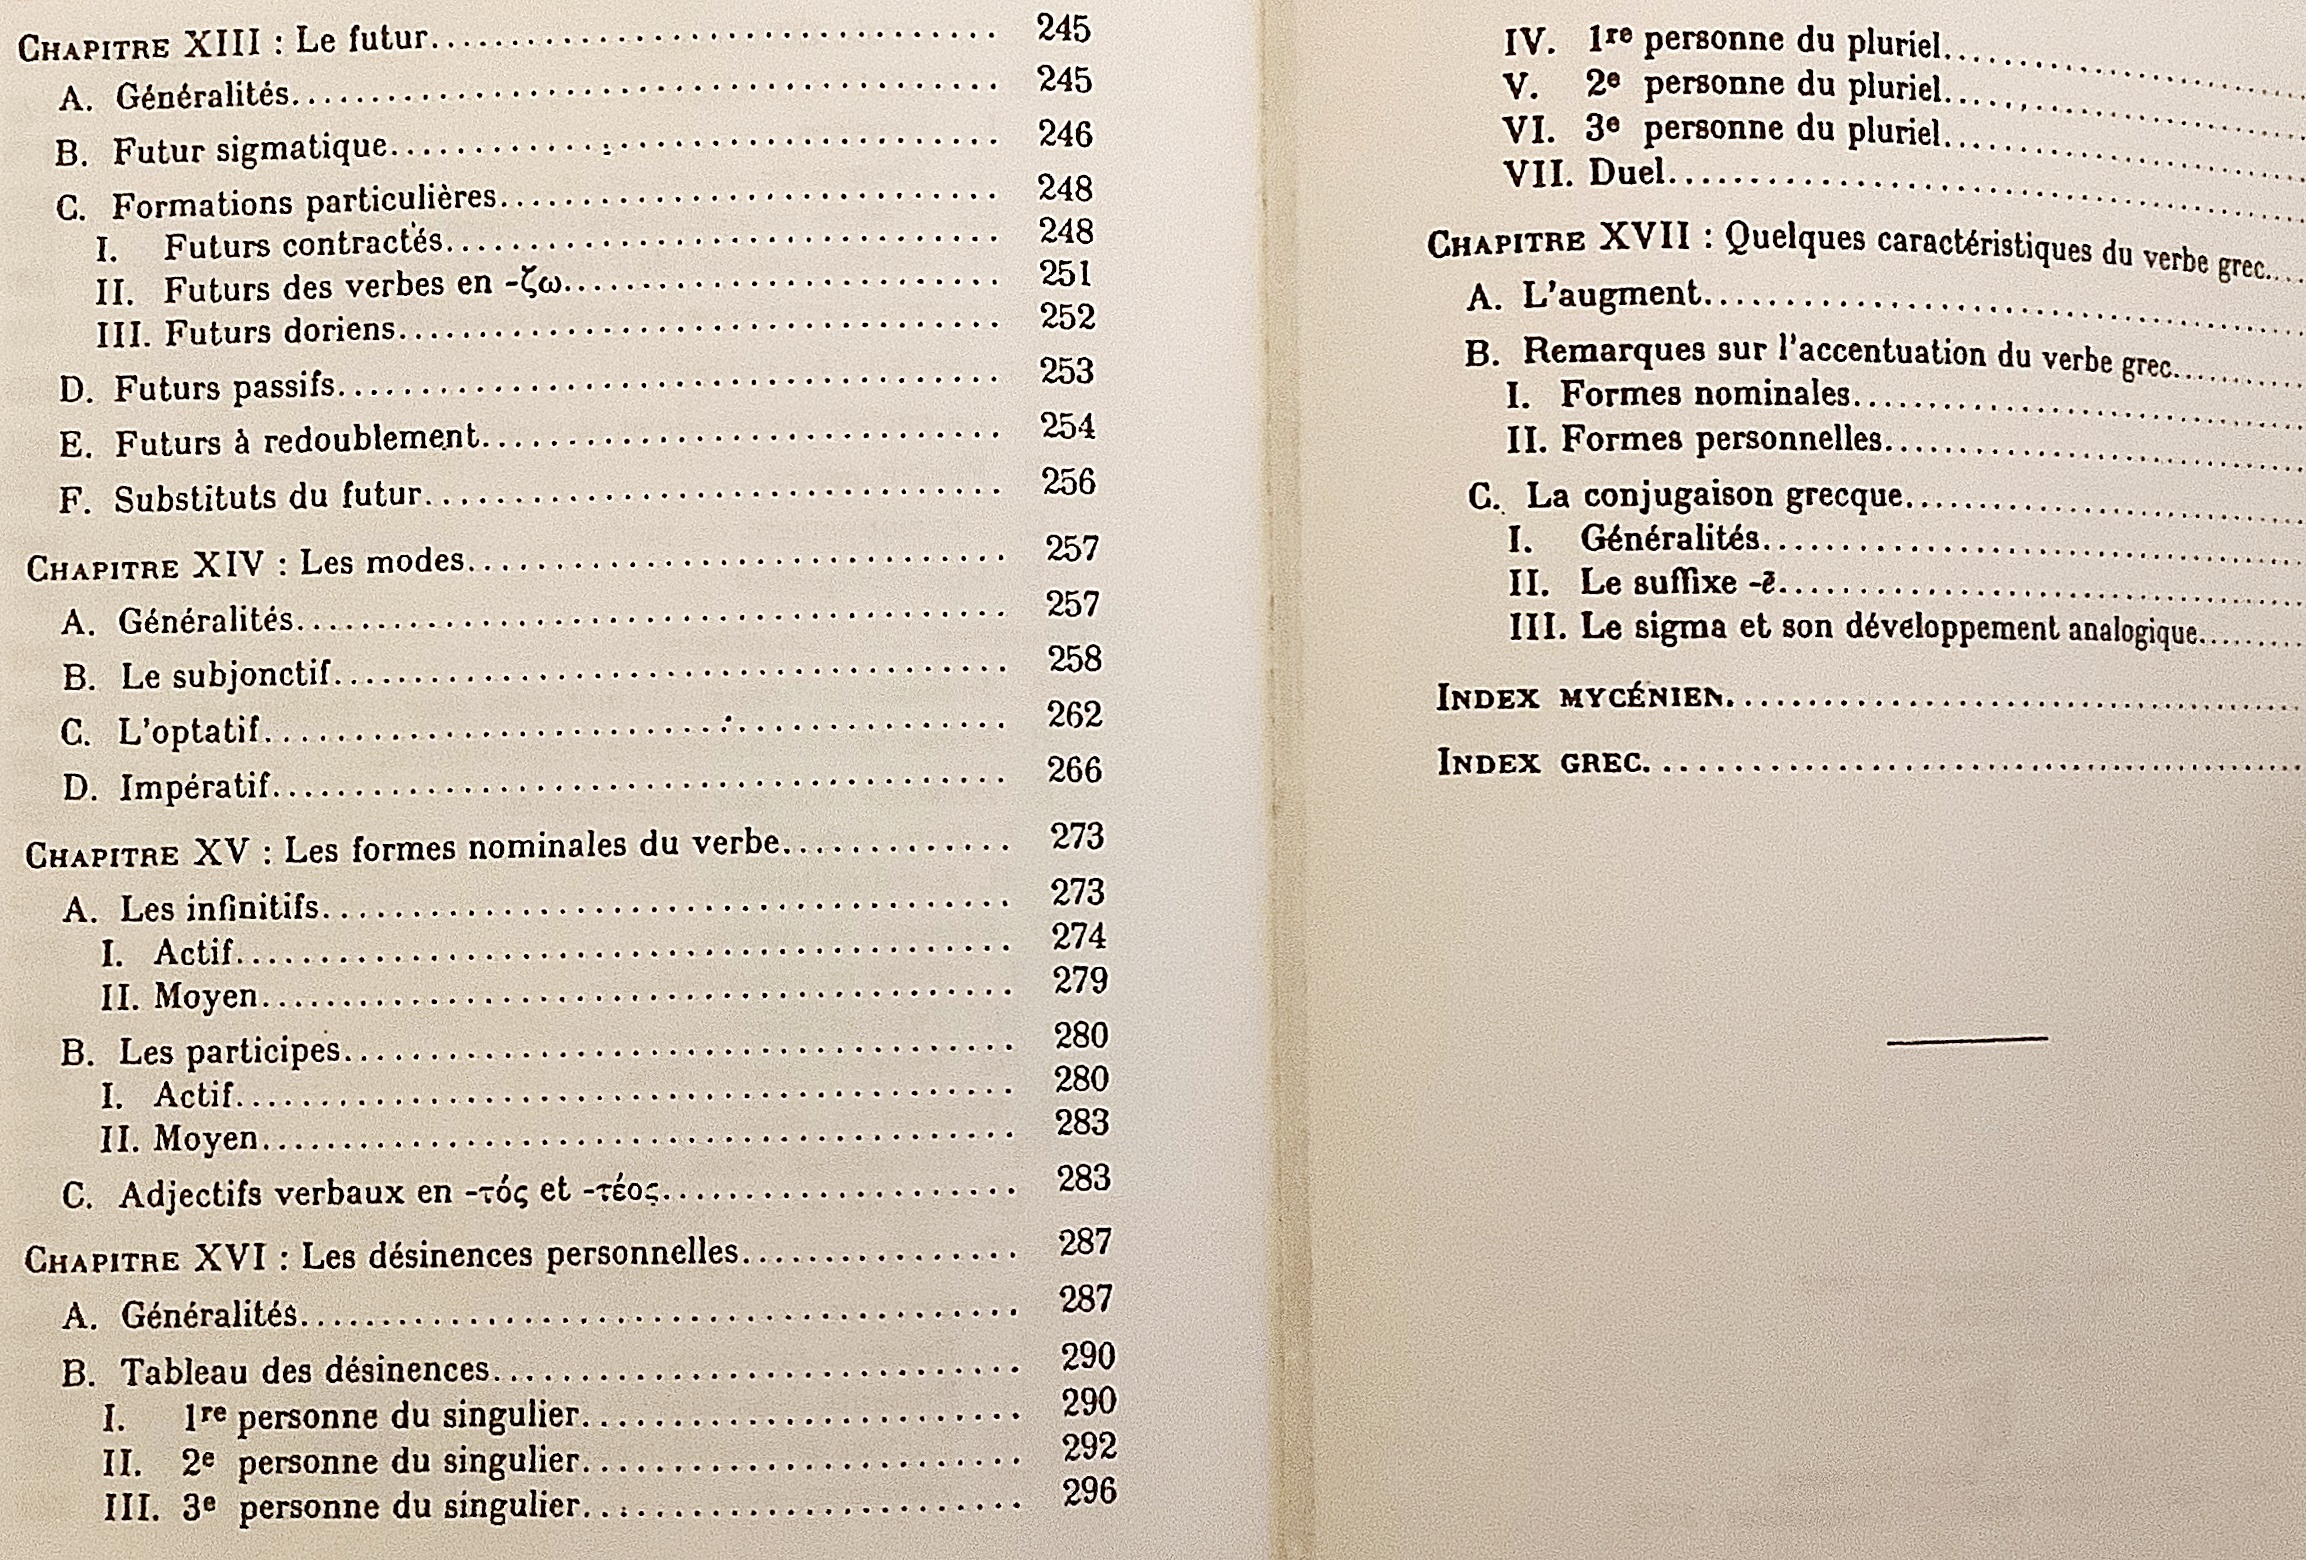 CHAPITRE XIII : Le futur. 245
A. Généralités. 245
B. Futur sigmatique. 246
C. Formations particulières. 248
I. Futurs contractés. 248
II. Futurs des verbes en -ζω. 251
III. Futurs doriens. 252
D. Futurs passifs. 253
E. Futurs à redoublement. 254
F. Substituts du futur. 256
CHAPITRE XIV : Les modes. 257
A. Généralités. 257
B. Le subjonctif. 258
C. L'optatif. 262
D. Impératif. 266
CHAPITRE XV : Les formes nominales du verbe. 273
A. Les infinitifs. 273
I. Actif. 274
II. Moyen. 279
B. Les participes. 280
I. Actif. 280
II. Moyen. 283
C. Adjectifs verbaux en -τός et -τέος. 283
CHAPITRE XVI : Les désinences personnelles. 287
A. Généralités. 287
B. Tableau des désinences. 290
I. 1re personne du singulier. 290
II. 2e personne du singulier. 292
III. 3e personne du singulier. 296
IV. 1re personne du pluriel.
V. 2e personne du pluriel.
VI. 3e personne du pluriel.
VII. Duel.
CHAPITRE XVII : Quelques caractéristiques du verbe grec.
A. L'augment.
B. Remarques sur l'accentuation du verbe grec.
I. Formes nominales.
II. Formes personnelles.
C. La conjugaison grecque.
I. Généralités.
II. Le suffixe -ē.
III. Le sigma et son développement analogique.
INDEX MYCÉNIEN.
INDEX GREC.